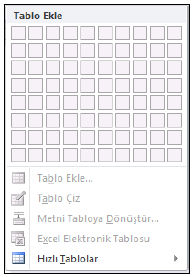 Tablo Ekle
Tablo Ekle...
Tablo Çiz
Metni Tabloya Dönüştür...
Excel Elektronik Tablosu
Hızlı Tablolar